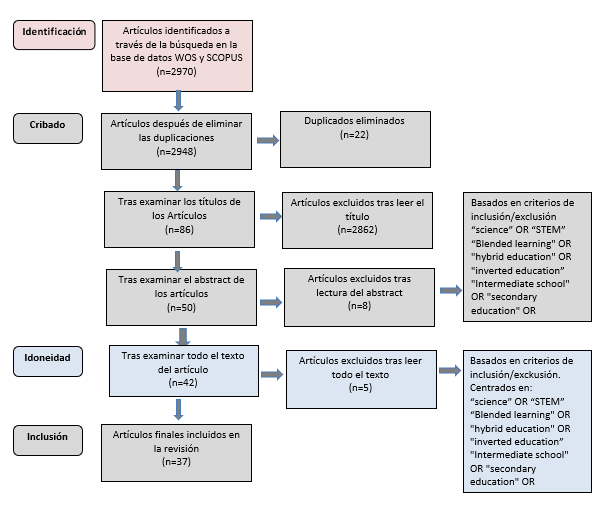 Identificación
Artículos identificados a
través de la búsqueda en la
base de datos WOS y SCOPUS
(n=2970)
Cribado
Artículos después de eliminar
las duplicaciones
(n=2948)
Duplicados eliminados
(n=22)
Tras examinar los títulos de
los Artículos
(n=86)
Artículos excluidos tras leer el
título
(n=2862)
Basados en criterios de
inclusión/exclusión
“science” OR “STEM”
“Blended learning" OR
"hybrid education" OR
"inverted education”
"Intermediate school"
OR "secondary
education" OR
Tras examinar el abstract de
los artículos
(n=50)
Artículos excluidos tras
lectura del abstract
(n=8)
Idoneidad
Tras examinar todo el texto
del artículo
(n=42)
Artículos excluidos tras leer
todo el texto
(n=5)
Basados en criterios de
inclusión/exckusión.
Centrados en:
“science” OR “STEM”
“Blended learning" OR
"hybrid education" OR
"inverted education”
"Intermediate school"
OR "secondary
education" OR
Inclusión
Artículos finales incluidos en
la revisión
(n=37)